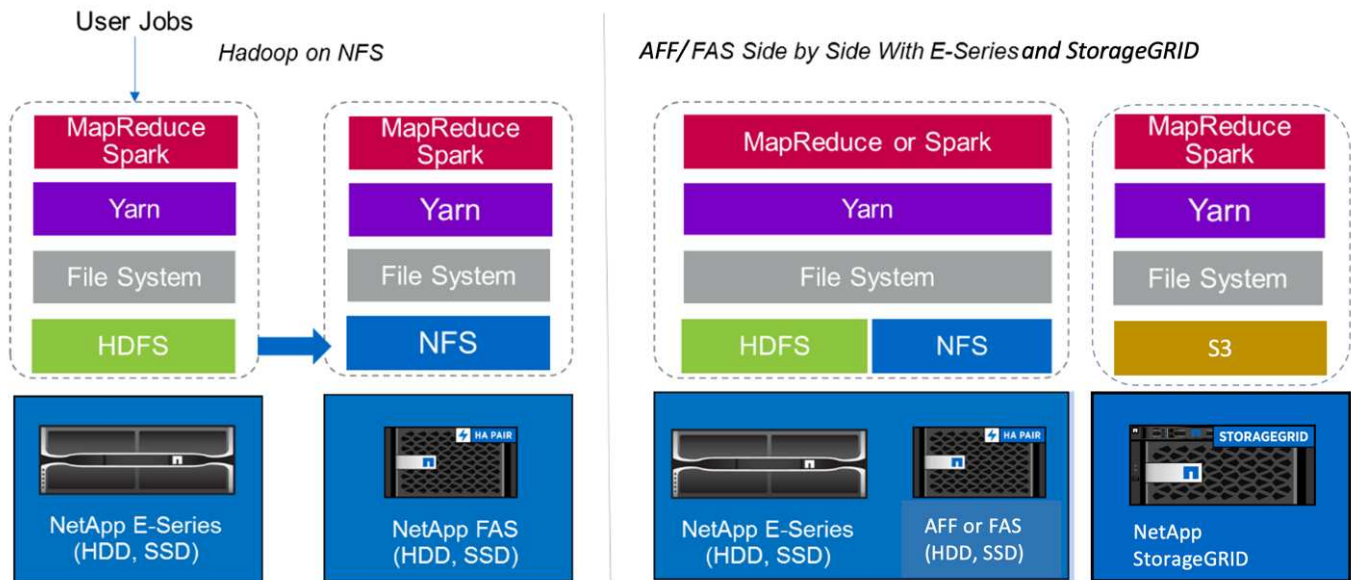 User Jobs
Hadoop on NFS
MapReduce
Spark
Yarn
File System
HDFS
NetApp E-Series
(HDD, SSD)
MapReduce
Spark
Yarn
File System
NFS
HA PAIR
NetApp FAS
(HDD, SSD)
AFF/ FAS Side by Side With E-Series and StorageGRID
MapReduce or Spark
Yarn
File System
HDFS
NFS
NetApp E-Series
(HDD, SSD)
HA PAIR
AFF or FAS
(HDD, SSD)
MapReduce
Spark
Yarn
File System
S3
STORAGEGRID
NetApp
StorageGRID